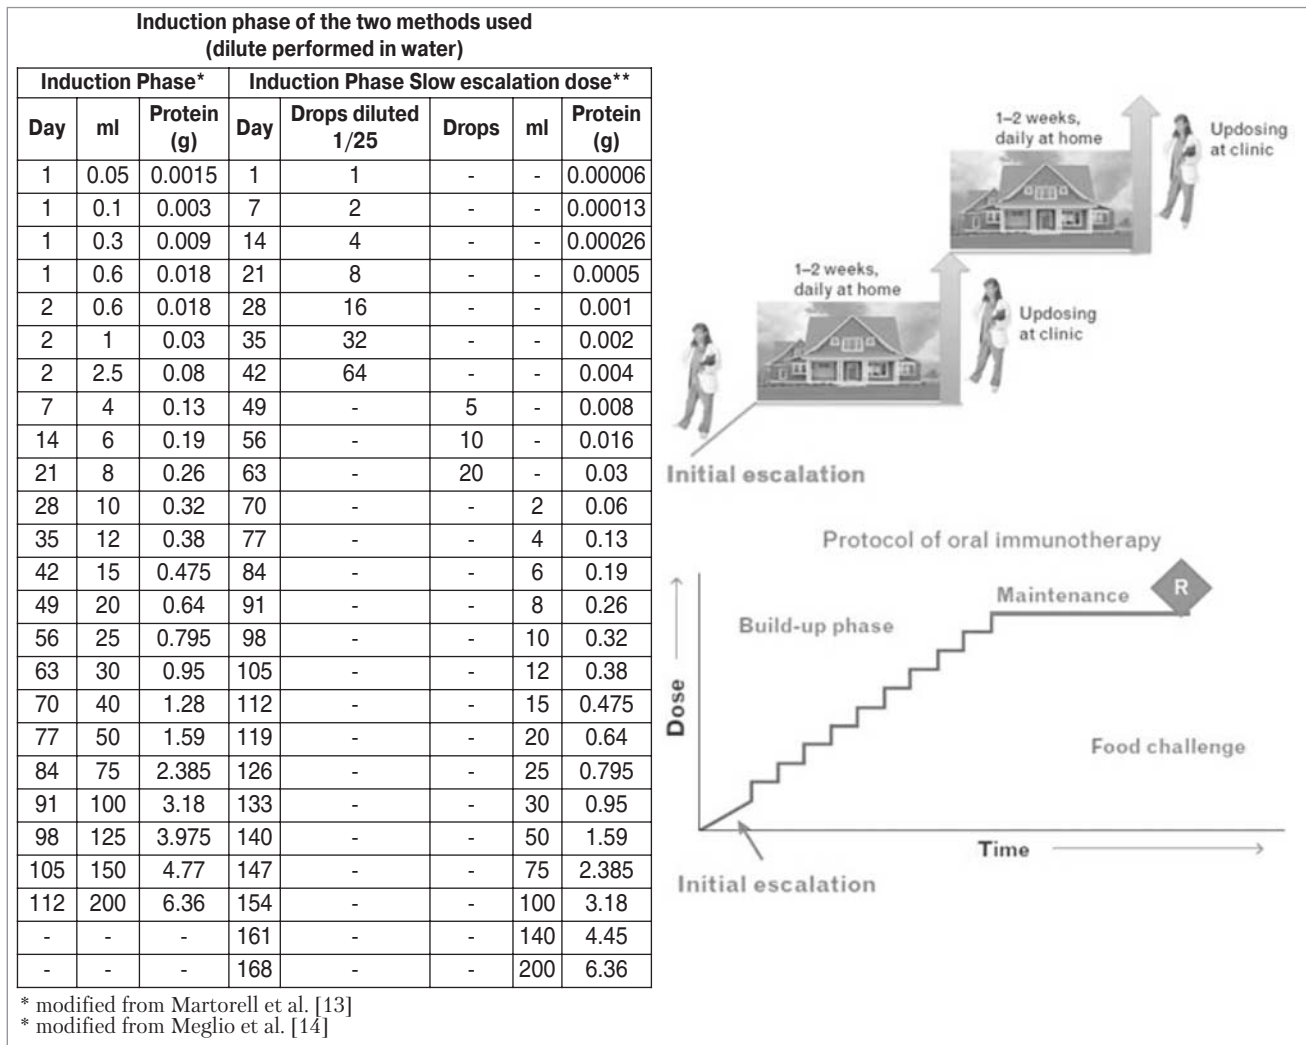 Induction phase of the two methods used
(dilute performed in water)
Induction Phase* Induction Phase Slow escalation dose**
Day ml Protein (g) Day Drops diluted 1/25 Drops ml Protein (g)
1 0.05 0.0015 1 1 - - 0.00006
1 0.1 0.003 7 2 - - 0.00013
1 0.3 0.009 14 4 - - 0.00026
1 0.6 0.018 21 8 - - 0.0005
2 0.6 0.018 28 16 - - 0.001
2 1 0.03 35 32 - - 0.002
2 2.5 0.08 42 64 - - 0.004
7 4 0.13 49 - 5 - 0.008
14 6 0.19 56 - 10 - 0.016
21 8 0.26 63 - 20 - 0.03
28 10 0.32 70 - - 2 0.06
35 12 0.38 77 - - 4 0.13
42 15 0.475 84 - - 6 0.19
49 20 0.64 91 - - 8 0.26
56 25 0.795 98 - - 10 0.32
63 30 0.95 105 - - 12 0.38
70 40 1.28 112 - - 15 0.475
77 50 1.59 119 - - 20 0.64
84 75 2.385 126 - - 25 0.795
91 100 3.18 133 - - 30 0.95
98 125 3.975 140 - - 50 1.59
105 150 4.77 147 - - 75 2.385
112 200 6.36 154 - - 100 3.18
- - - 161 - - 140 4.45
- - - 168 - - 200 6.36
* modified from Martorell et al. [13]
* modified from Meglio et al. [14]
1–2 weeks,
daily at home
Updosing
at clinic
1–2 weeks,
daily at home
Updosing
at clinic
Initial escalation
Protocol of oral immunotherapy
Maintenance
R
Build-up phase
Dose
Food challenge
Time
Initial escalation